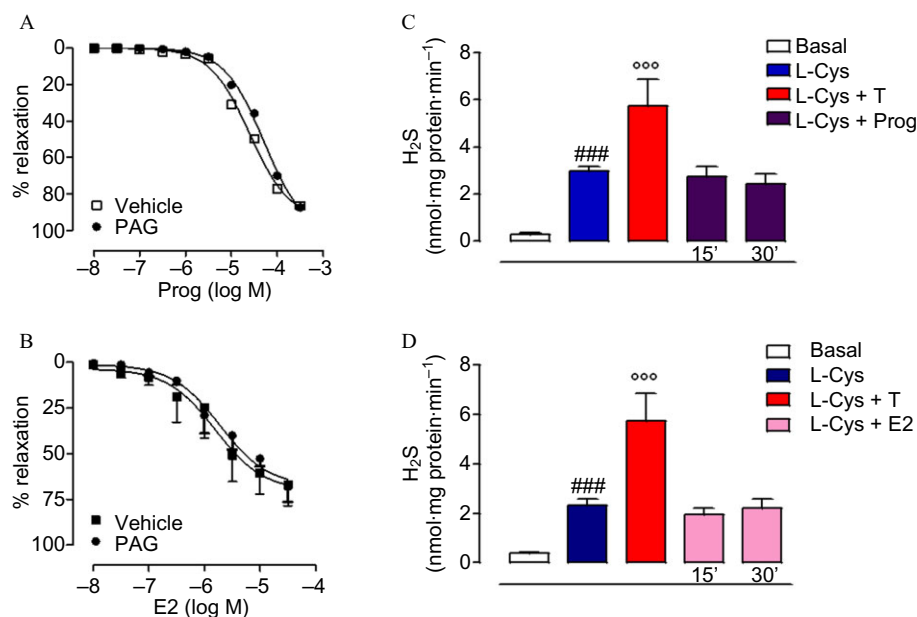 A
0
20
40
60
80
100
% relaxation
Vehicle
PAG
–8 –7 –6 –5 –4 –3
Prog (log M)
C
8
6
4
2
0
H2S
(nmol·mg protein·min–1)
Basal
L-Cys
L-Cys + T
L-Cys + Prog
###
°°°
15’ 30’
B
0
25
50
75
100
% relaxation
Vehicle
PAG
–8 –7 –6 –5 –4
E2 (log M)
D
8
6
4
2
0
H2S
(nmol·mg protein·min–1)
Basal
L-Cys
L-Cys + T
L-Cys + E2
###
°°°
15’ 30’